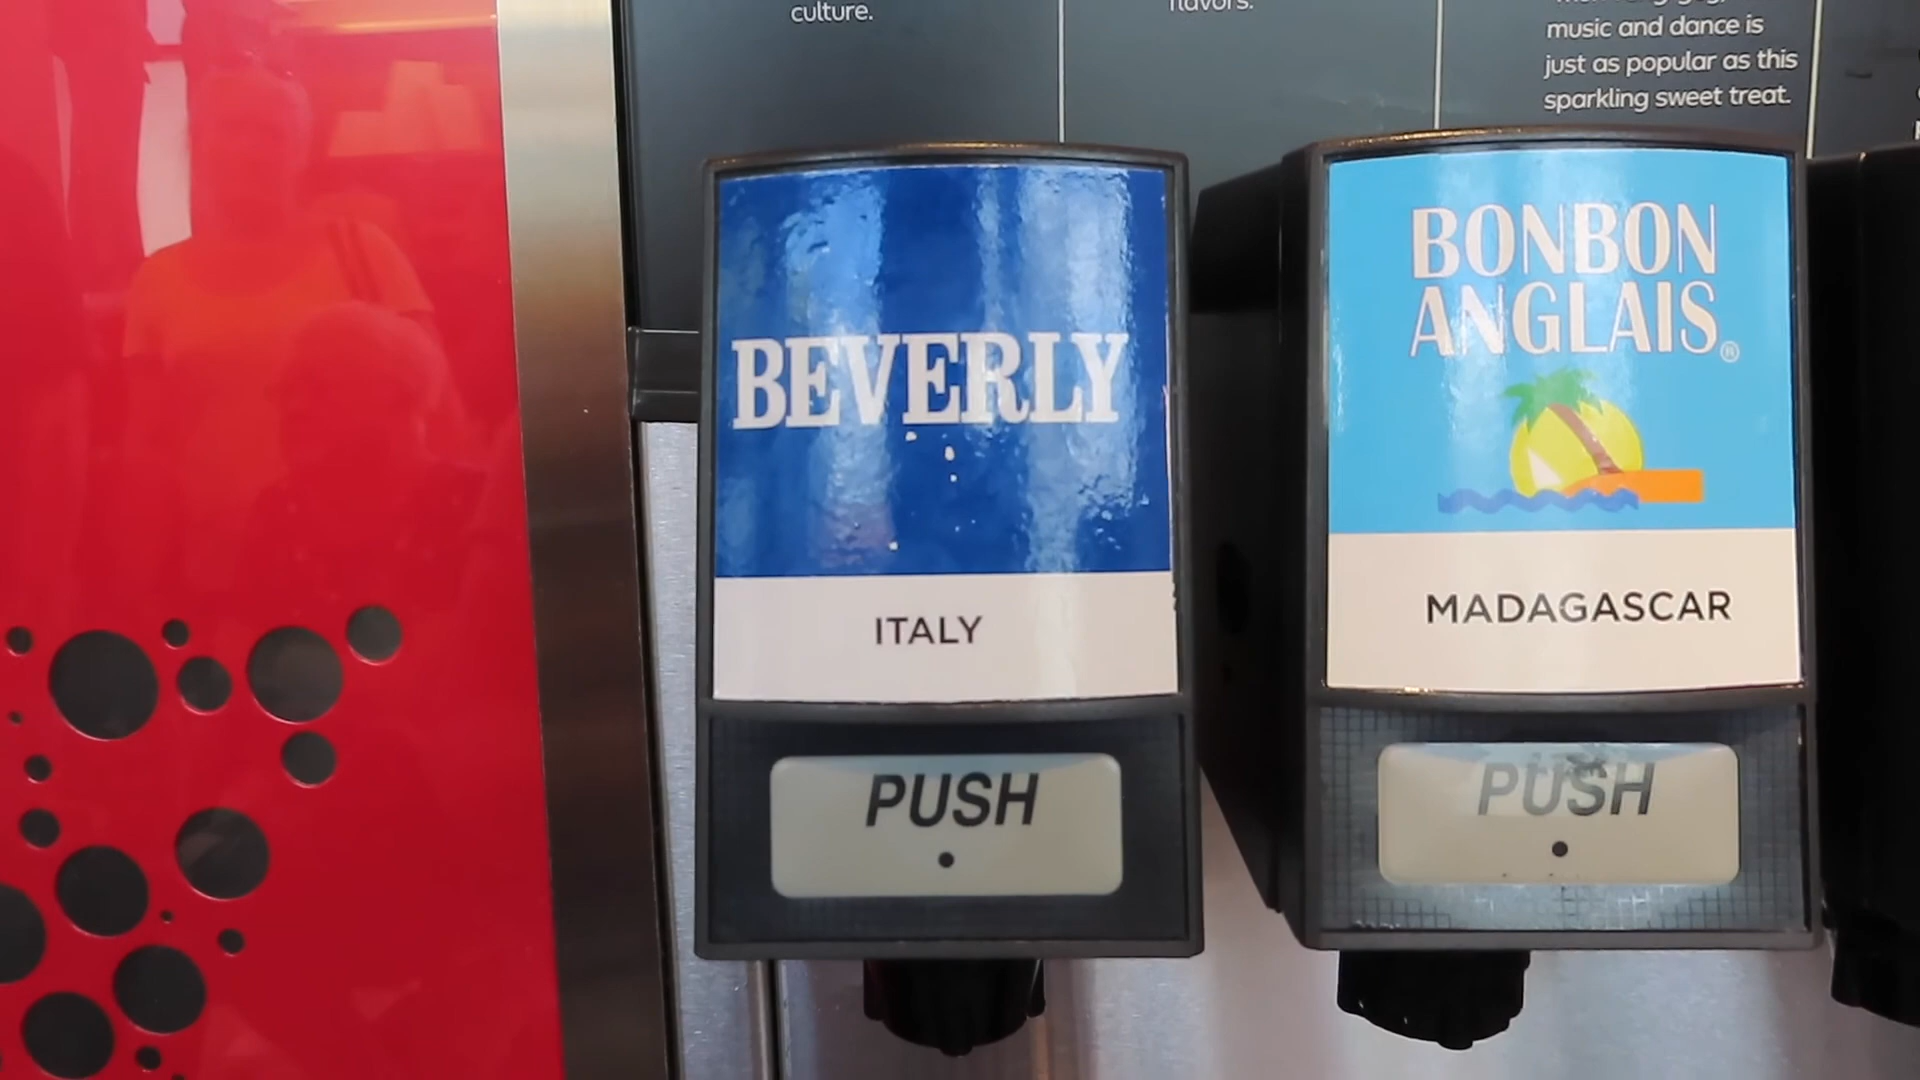 culture.
flavors.
music and dance is
just as popular as this
sparkling sweet treat.
BEVERLY
ITALY
PUSH
BONBON
ANGLAIS®
MADAGASCAR
PUSH